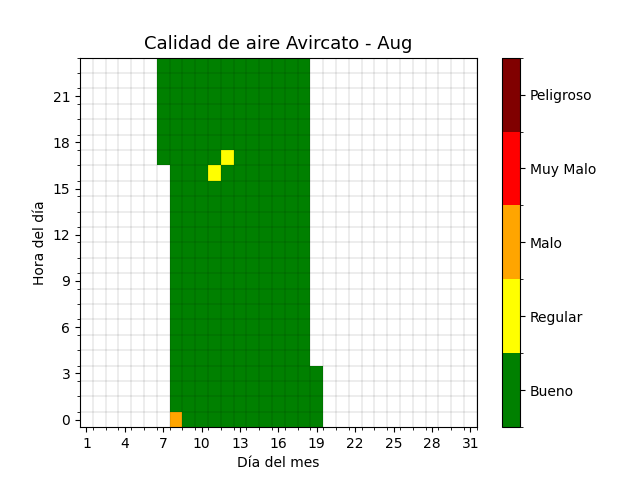 Calidad de aire Avircato - Aug
Hora del día
21
18
15
12
9
6
3
0
1 4 7 10 13 16 19 22 25 28 31
Día del mes
Peligroso
Muy Malo
Malo
Regular
Bueno